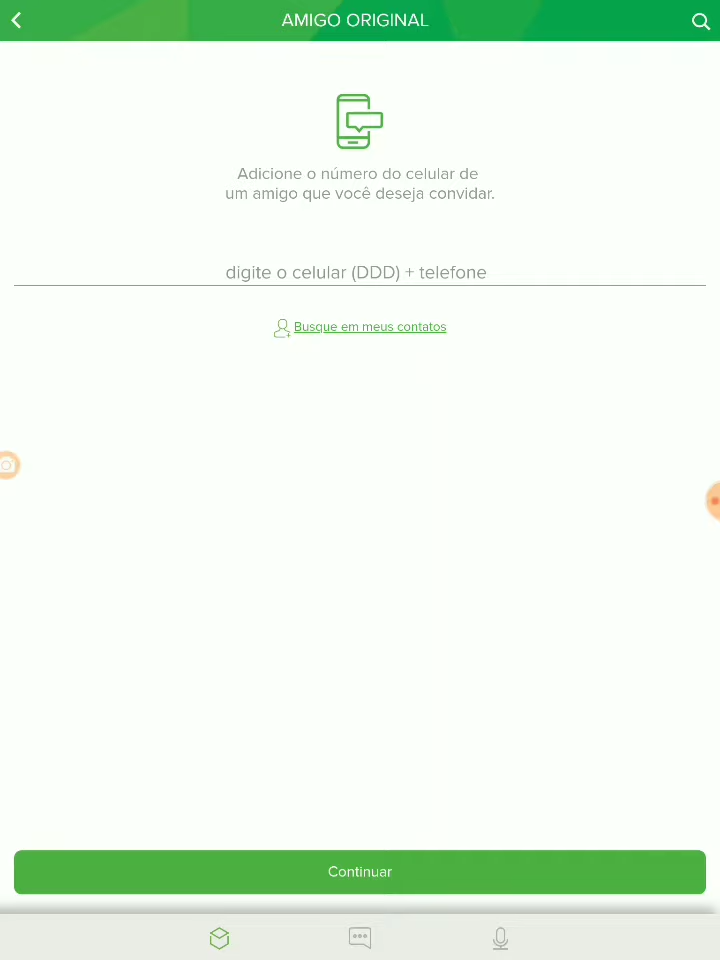 AMIGO ORIGINAL
Adicione o número do celular de
um amigo que você deseja convidar.
digite o celular (DDD) + telefone
Busque em meus contatos
Continuar